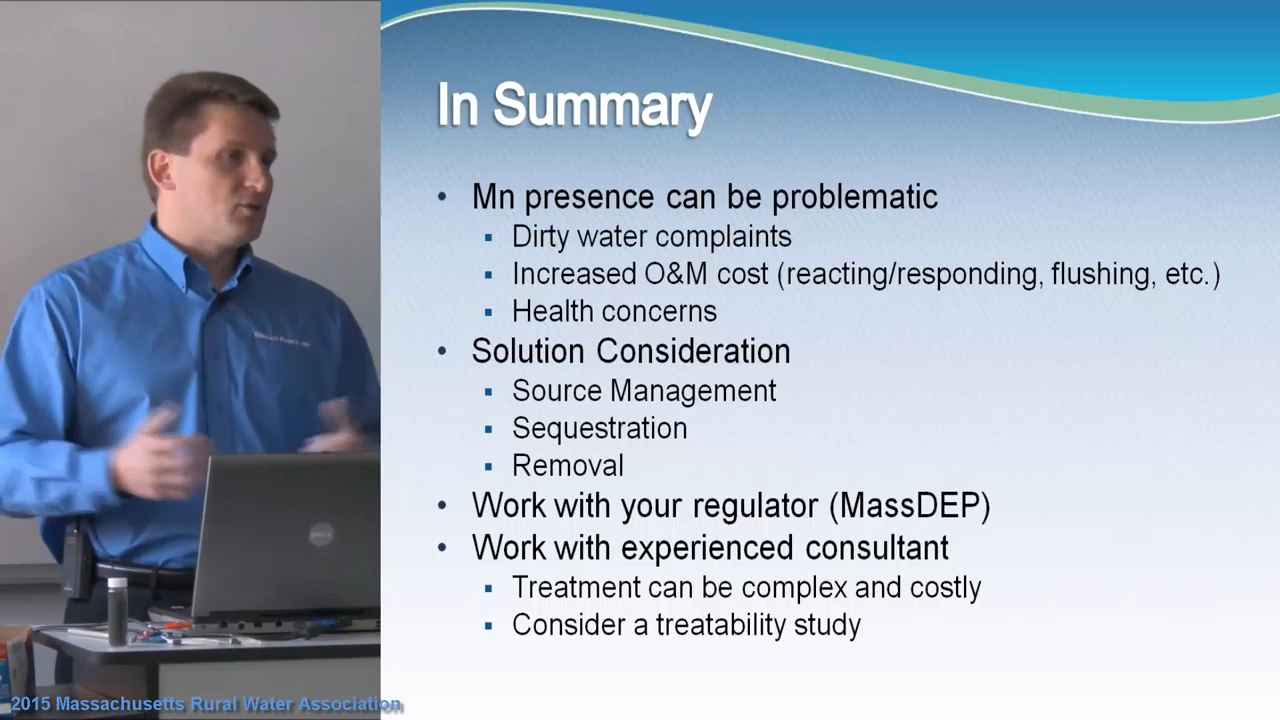 In Summary
• Mn presence can be problematic
▪ Dirty water complaints
▪ Increased O&M cost (reacting/responding, flushing, etc.)
▪ Health concerns
• Solution Consideration
▪ Source Management
▪ Sequestration
▪ Removal
• Work with your regulator (MassDEP)
• Work with experienced consultant
▪ Treatment can be complex and costly
▪ Consider a treatability study
DELL
2015 Massachusetts Rural Water Association